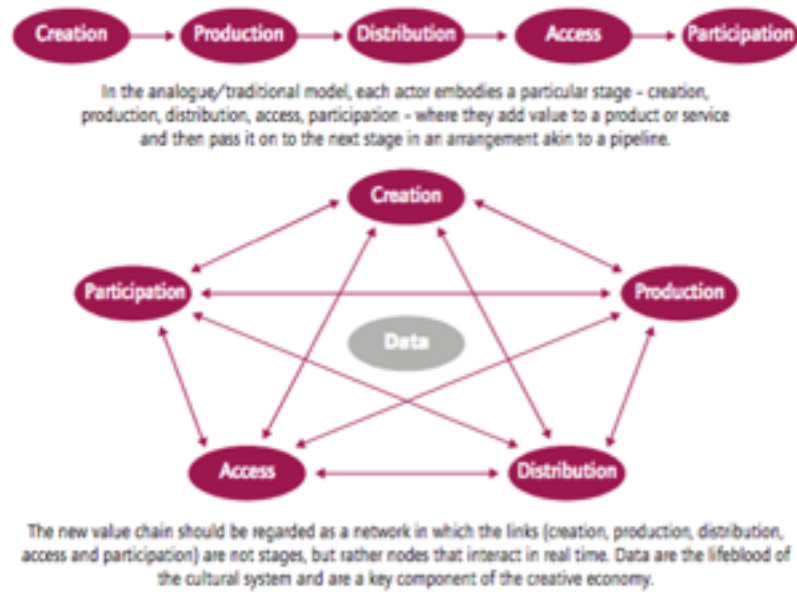 Creation Production Distribution Access Participation
In the analogue/traditional model, each actor embodies a particular stage – creation,
production, distribution, access, participation – where they add value to a product or service
and then pass it on to the next stage in an arrangement akin to a pipeline.
Creation
Participation Production
Data
Access Distribution
The new value chain should be regarded as a network in which the links (creation, production, distribution,
access and participation) are not stages, but rather nodes that interact in real time. Data are the lifeblood of
the cultural system and are a key component of the creative economy.